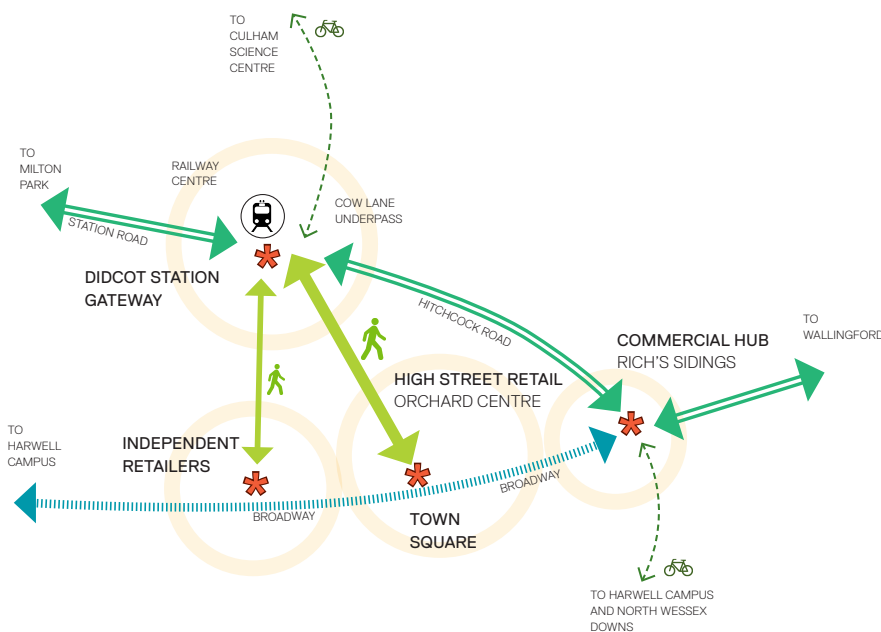 TO
CULHAM
SCIENCE
CENTRE
TO
MILTON
PARK
RAILWAY
CENTRE
COW LANE
UNDERPASS
STATION ROAD
DIDCOT STATION
GATEWAY
HITCHCOCK ROAD
TO
WALLINGFORD
COMMERCIAL HUB
RICH'S SIDINGS
HIGH STREET RETAIL
ORCHARD CENTRE
TO
HARWELL
CAMPUS
INDEPENDENT
RETAILERS
BROADWAY
BROADWAY
TOWN
SQUARE
TO HARWELL CAMPUS
AND NORTH WESSEX
DOWNS